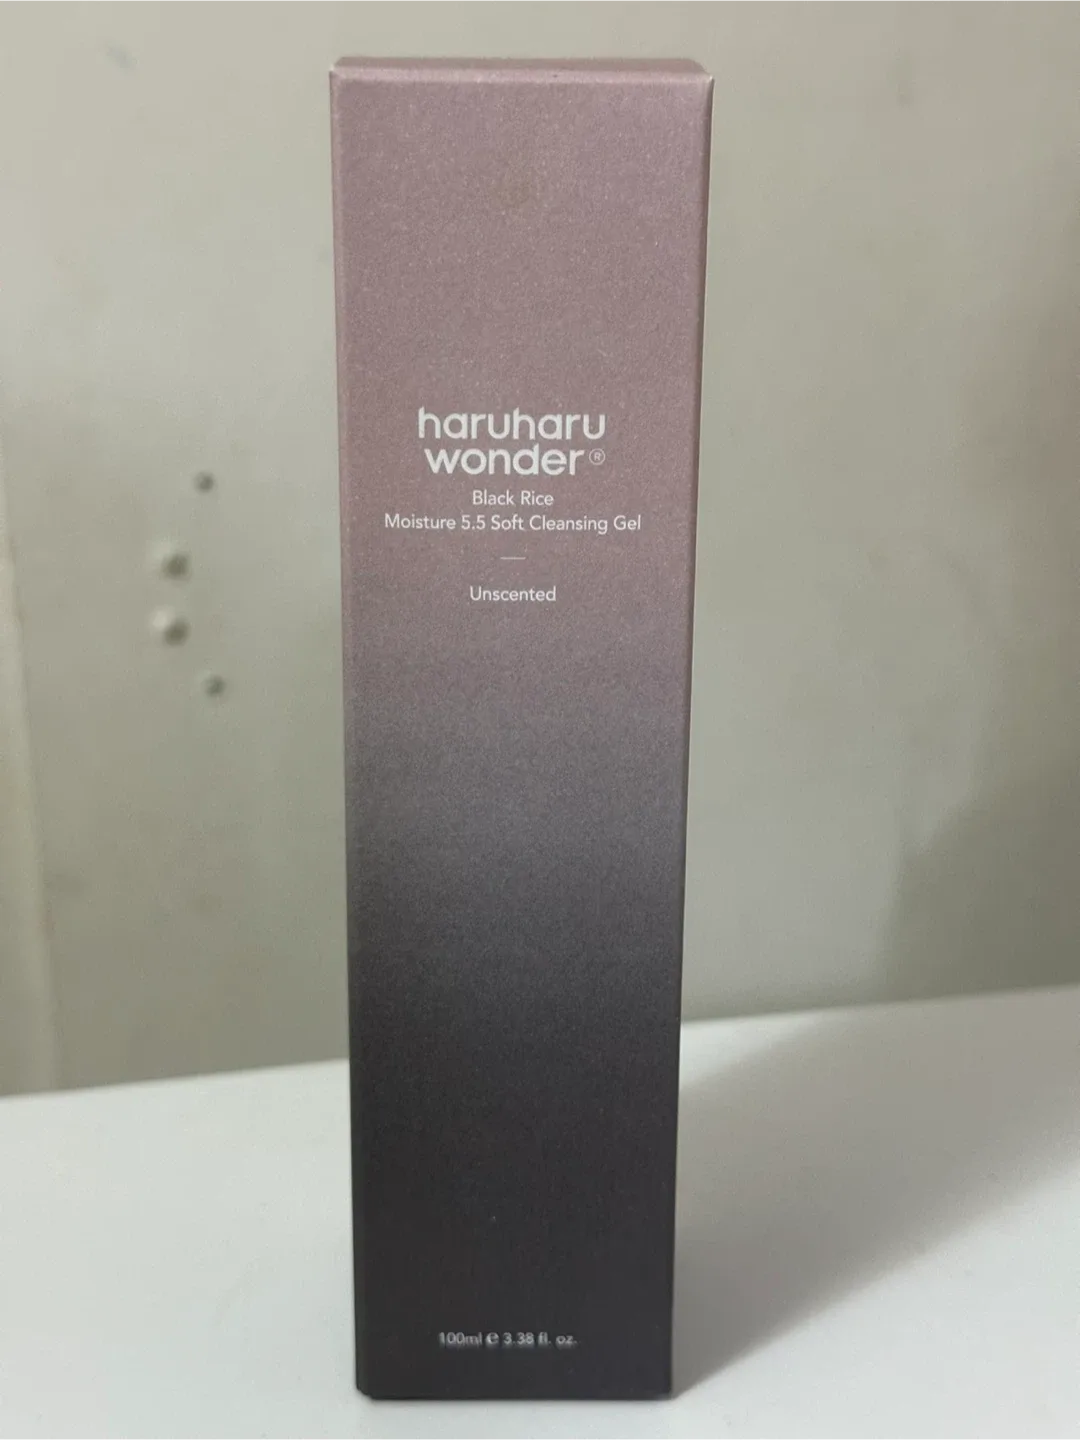 haruharu
wonder®
Black Rice
Moisture 5.5 Soft Cleansing Gel
Unscented
100ml ℮ 3.38 fl. oz.